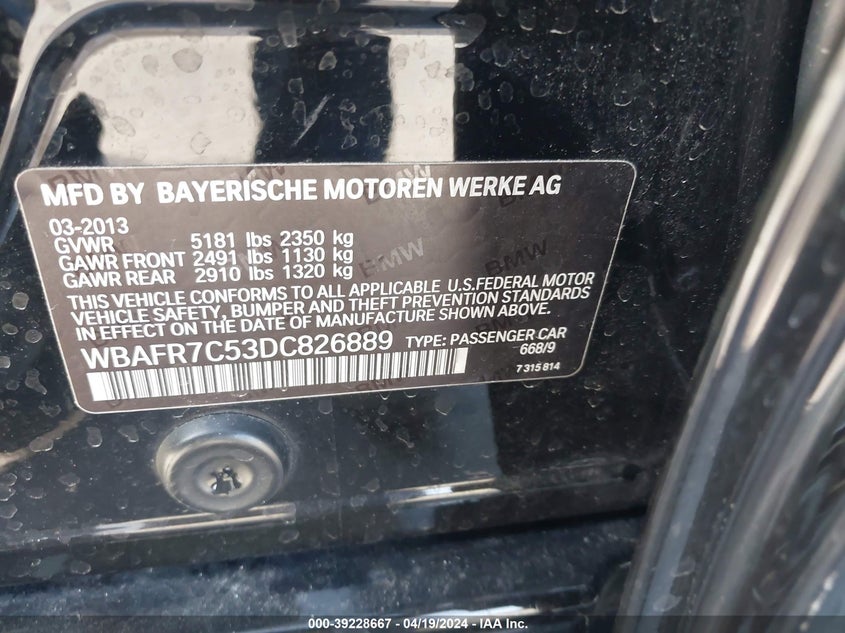 MFD BY BAYERISCHE MOTOREN WERKE AG
03-2013
GVWR 5181 lbs 2350 kg
GAWR FRONT 2491 lbs 1130 kg
GAWR REAR 2910 lbs 1320 kg
THIS VEHICLE CONFORMS TO ALL APPLICABLE U.S.FEDERAL MOTOR
VEHICLE SAFETY, BUMPER AND THEFT PREVENTION STANDARDS
IN EFFECT ON THE DATE OF MANUFACTURE SHOWN ABOVE.
WBAFR7C53DC826889 TYPE: PASSENGER CAR
668/9
7 315 814
000-39228667 - 04/19/2024 - IAA Inc.